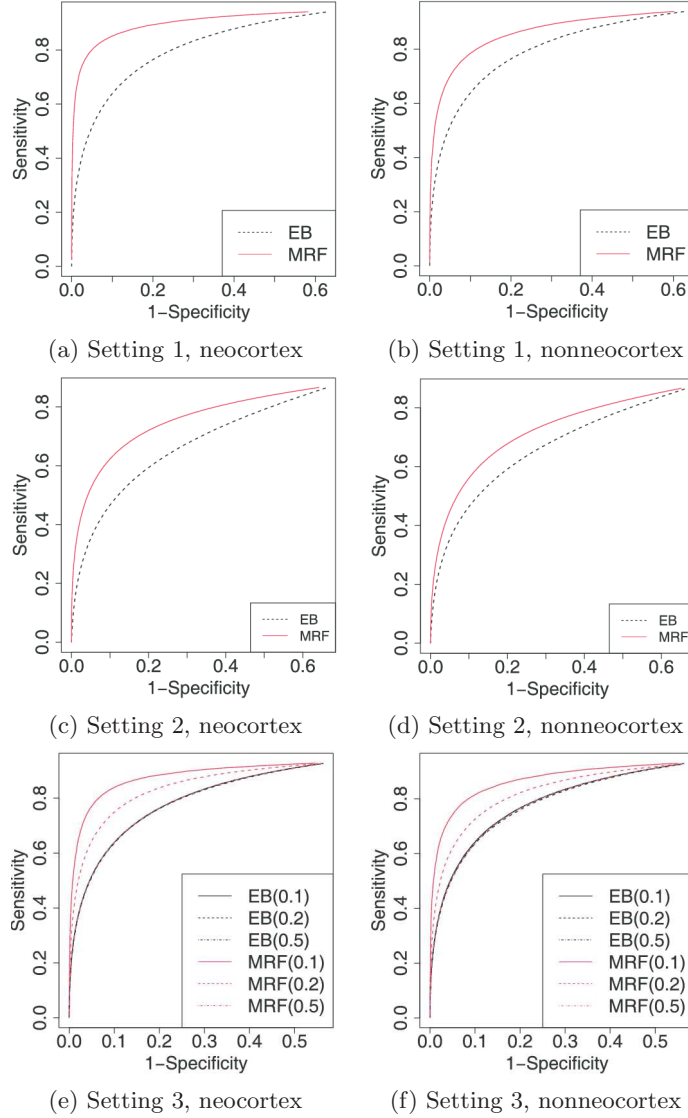 Sensitivity
0.0 0.2 0.4 0.6 0.8
EB
MRF
0.0 0.2 0.4 0.6
1−Specificity
(a) Setting 1, neocortex
Sensitivity
0.0 0.2 0.4 0.6 0.8
EB
MRF
0.0 0.2 0.4 0.6
1−Specificity
(b) Setting 1, nonneocortex
Sensitivity
0.0 0.2 0.4 0.6 0.8
EB
MRF
0.0 0.2 0.4 0.6
1−Specificity
(c) Setting 2, neocortex
Sensitivity
0.0 0.2 0.4 0.6 0.8
EB
MRF
0.0 0.2 0.4 0.6
1−Specificity
(d) Setting 2, nonneocortex
Sensitivity
0.0 0.2 0.4 0.6 0.8
EB(0.1)
EB(0.2)
EB(0.5)
MRF(0.1)
MRF(0.2)
MRF(0.5)
0.0 0.1 0.2 0.3 0.4 0.5
1−Specificity
(e) Setting 3, neocortex
Sensitivity
0.0 0.2 0.4 0.6 0.8
EB(0.1)
EB(0.2)
EB(0.5)
MRF(0.1)
MRF(0.2)
MRF(0.5)
0.0 0.1 0.2 0.3 0.4 0.5
1−Specificity
(f) Setting 3, nonneocortex